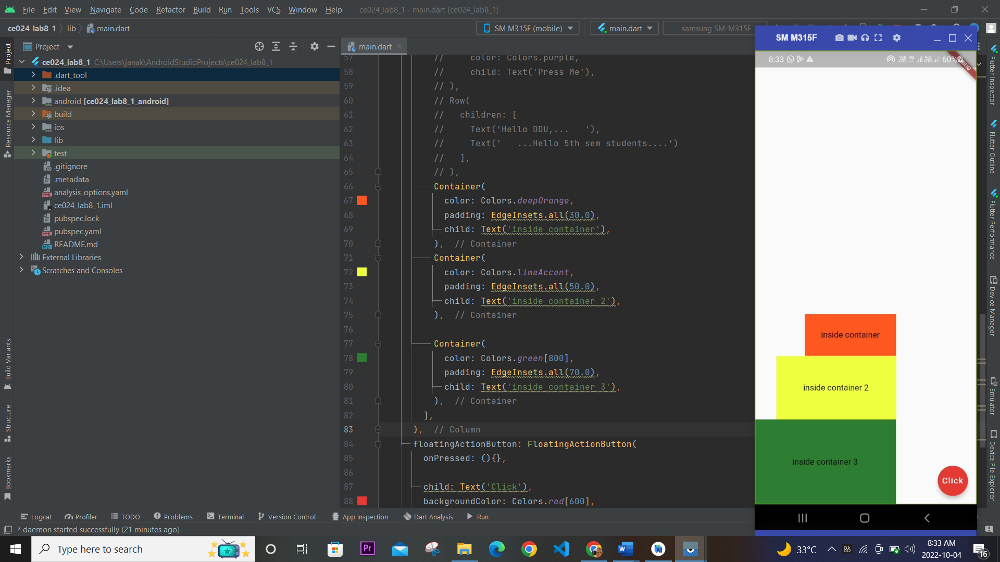 File Edit View Navigate Code Refactor Build Run Tools VCS Window Help ce024_lab8_1 - main.dart [ce024_lab8_1]
ce024_lab8_1 lib main.dart SM M315F (mobile) main.dart samsung SM-M315F
Project main.dart
ce024_lab8_1 C:\Users\janak\AndroidStudioProjects\ce024_lab8_1
.dart_tool
.idea
android [ce024_lab8_1_android]
build
ios
lib
test
.gitignore
.metadata
analysis_options.yaml
ce024_lab8_1.iml
pubspec.lock
pubspec.yaml
README.md
External Libraries
Scratches and Consoles
Project
Resource Manager
Build Variants
Structure
Bookmarks
57 // color: Colors.purple,
58 // child: Text('Press Me'),
59 // ),
60 // Row(
61 // children: [
62 // Text('Hello DDU,... '),
63 // Text(' ...Hello 5th sem students....')
64 // ],
65 // ),
66 Container(
67 color: Colors.deepOrange,
68 padding: EdgeInsets.all(30.0),
69 child: Text('inside container'),
70 ), // Container
71 Container(
72 color: Colors.limeAccent,
73 padding: EdgeInsets.all(50.0),
74 child: Text('inside container 2'),
75 ), // Container
76
77 Container(
78 color: Colors.green[800],
79 padding: EdgeInsets.all(70.0),
80 child: Text('inside container 3'),
81 ), // Container
82 ],
83 ), // Column
84 floatingActionButton: FloatingActionButton(
85 onPressed: (){},
86
87 child: Text('Click'),
88 backgroundColor: Colors.red[600],
SM M315F
8:33 60%
DEBUG
inside container
inside container 2
inside container 3
Click
Flutter Inspector
Flutter Outline
Flutter Performance
Device Manager
Emulator
Device File Explorer
Logcat Profiler TODO Problems Terminal Version Control App Inspection Dart Analysis Run
* daemon started successfully (21 minutes ago)
Type here to search
Pr
33°C
8:33 AM
2022-10-04
16